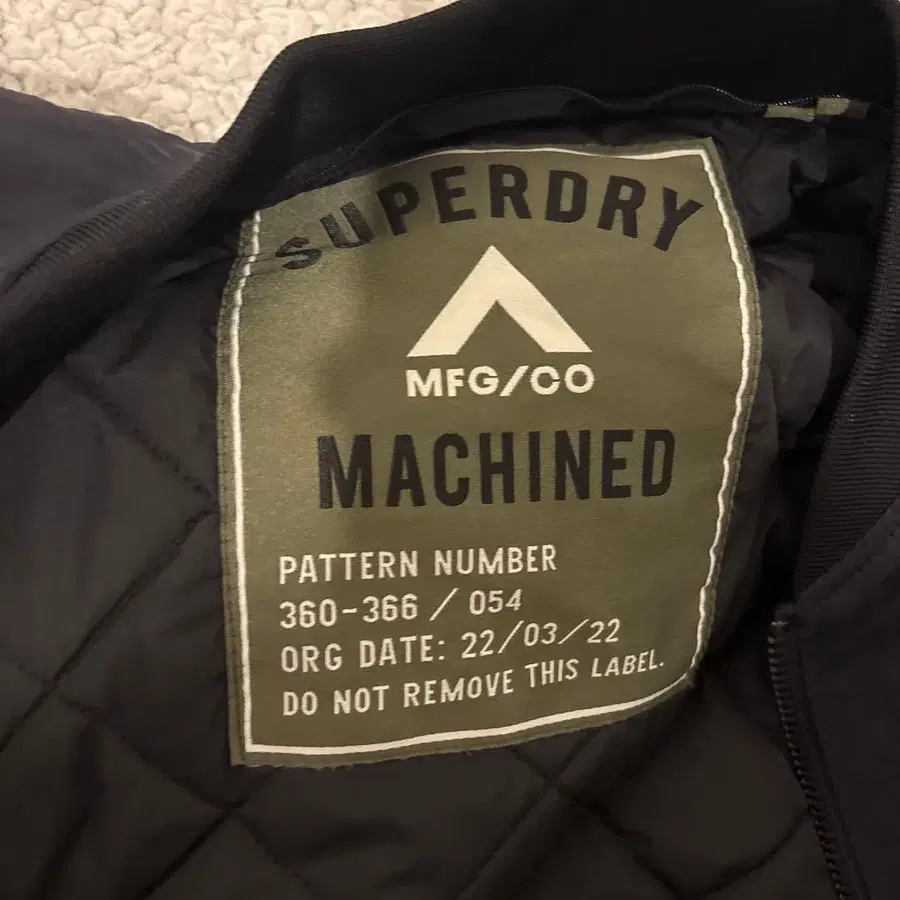 SUPERDRY
MFG/CO
MACHINED
PATTERN NUMBER
360-366 / 054
ORG DATE: 22/03/22
DO NOT REMOVE THIS LABEL.